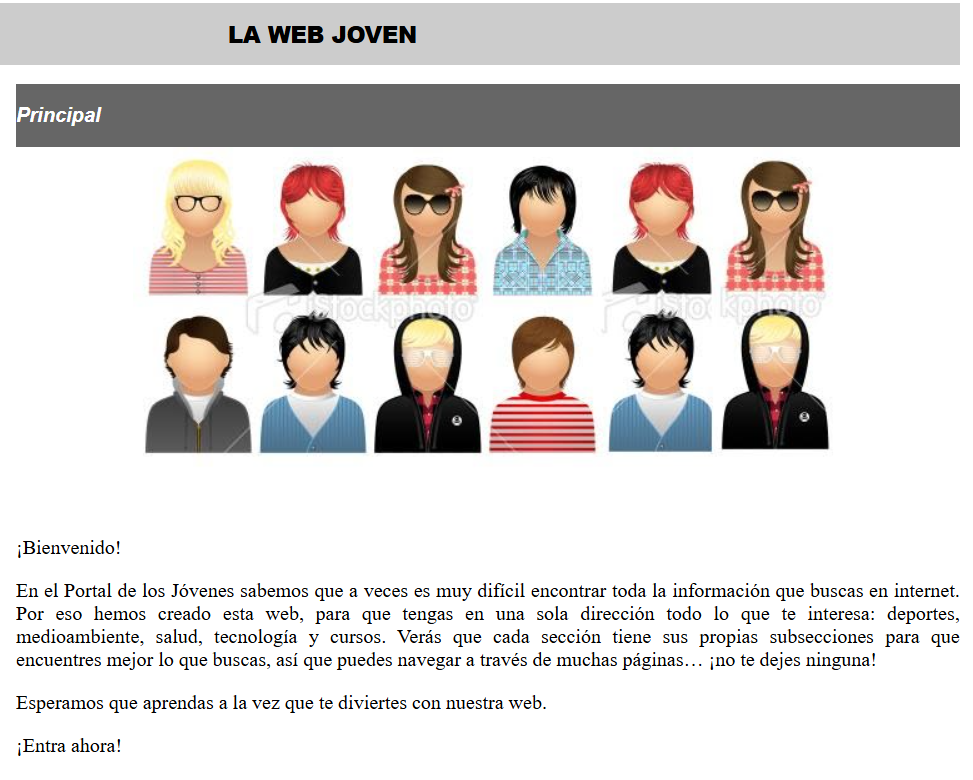 LA WEB JOVEN
Principal
iStockphoto
istockphoto
¡Bienvenido!
En el Portal de los Jóvenes sabemos que a veces es muy difícil encontrar toda la información que buscas en internet.
Por eso hemos creado esta web, para que tengas en una sola dirección todo lo que te interesa: deportes,
medioambiente, salud, tecnología y cursos. Verás que cada sección tiene sus propias subsecciones para que
encuentres mejor lo que buscas, así que puedes navegar a través de muchas páginas… ¡no te dejes ninguna!
Esperamos que aprendas a la vez que te diviertes con nuestra web.
¡Entra ahora!